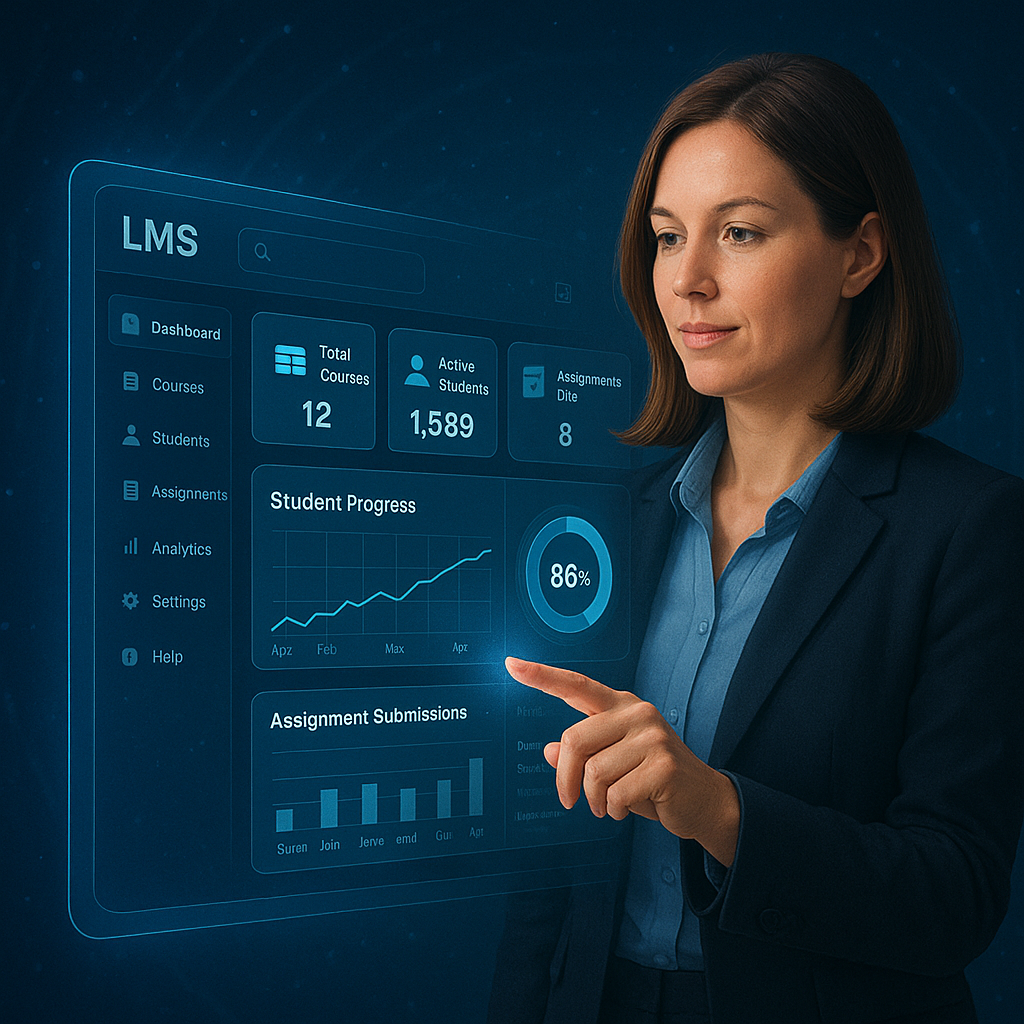 LMS
Dashboard
Courses
Students
Assignments
Analytics
Settings
Help
Total
Courses
12
Active
Students
1,589
Assignments
Dite
8
Student Progress
86%
Apz Feb Max Apz
Assignment Submissions
Suren Join Jerve emd Gui Apt